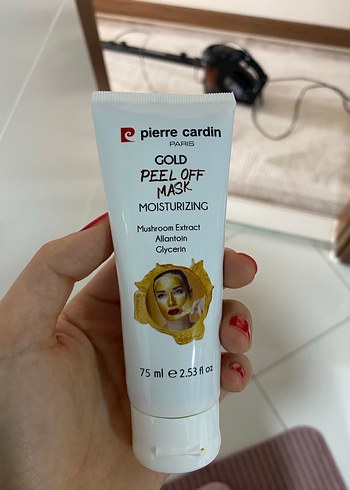 pierre cardin
PARIS
GOLD
PEEL OFF
MASK
MOISTURIZING
Mushroom Extract
Allantoin
Glycerin
75 ml ℮ 2.53 fl oz